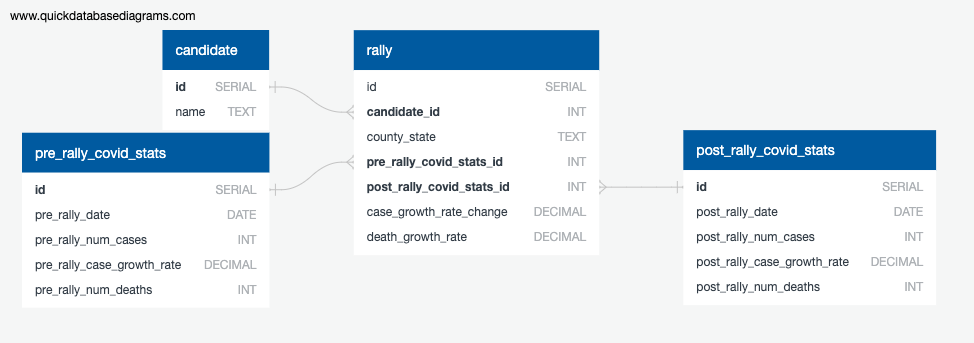 www.quickdatabasediagrams.com
candidate
id SERIAL
name TEXT
pre_rally_covid_stats
id SERIAL
pre_rally_date DATE
pre_rally_num_cases INT
pre_rally_case_growth_rate DECIMAL
pre_rally_num_deaths INT
rally
id SERIAL
candidate_id INT
county_state TEXT
pre_rally_covid_stats_id INT
post_rally_covid_stats_id INT
case_growth_rate_change DECIMAL
death_growth_rate DECIMAL
post_rally_covid_stats
id SERIAL
post_rally_date DATE
post_rally_num_cases INT
post_rally_case_growth_rate DECIMAL
post_rally_num_deaths INT